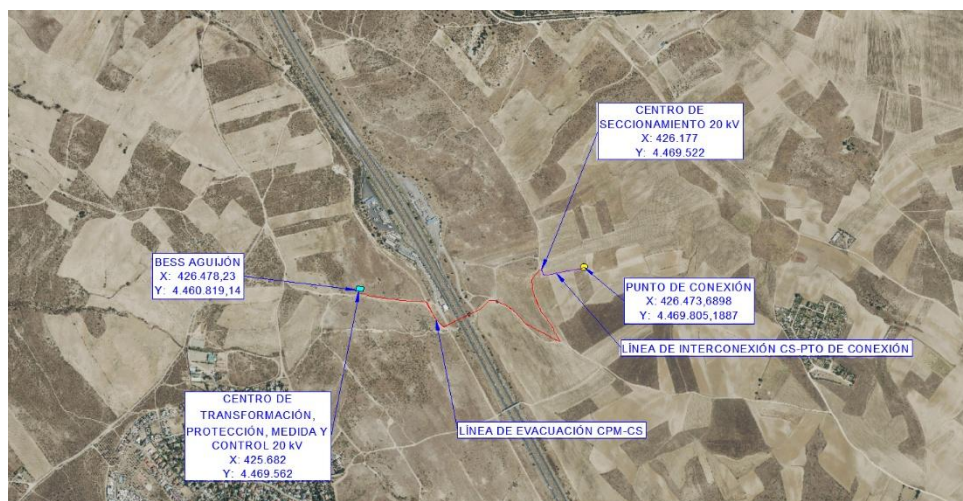 CENTRO DE
SECCIONAMIENTO 20 kV
X: 426.177
Y: 4.469.522
BESS AGUIJÓN
X: 426.478,23
Y: 4.460.819,14
PUNTO DE CONEXIÓN
X: 426.473,6898
Y: 4.469.805,1887
LÍNEA DE INTERCONEXIÓN CS-PTO DE CONEXIÓN
CENTRO DE
TRANSFORMACIÓN,
PROTECCIÓN, MEDIDA Y
CONTROL 20 kV
X: 425.682
Y: 4.469.562
LÍNEA DE EVACUACIÓN CPM-CS